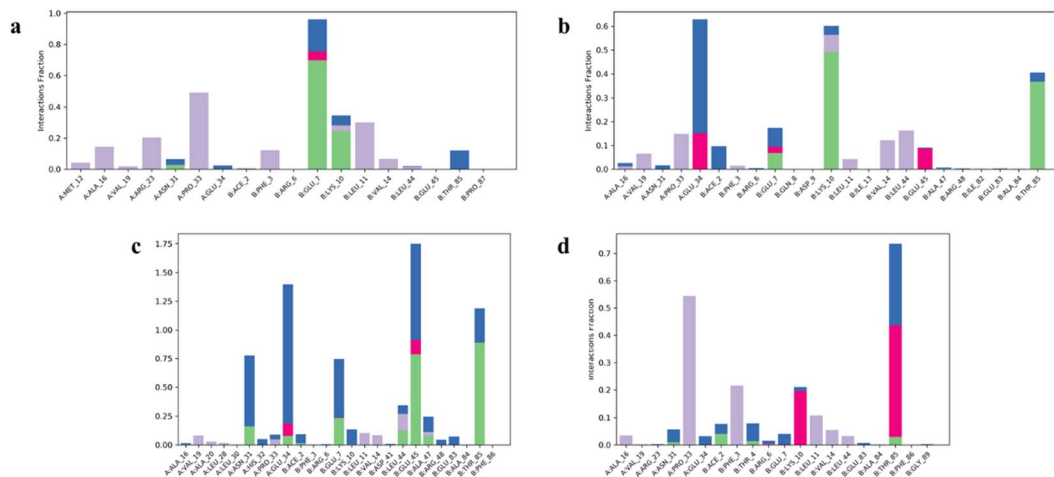 a
Interactions Fraction
1.0
0.8
0.6
0.4
0.2
0.0
A:MET_12
A:ALA_16
A:VAL_19
A:ARG_23
A:ASN_31
A:PRO_33
A:GLU_34
B:ACE_2
B:PHE_3
B:ARG_6
B:GLU_7
B:LYS_10
B:LEU_11
B:VAL_14
B:LEU_44
B:GLU_45
B:THR_85
B:PRO_87
b
Interactions Fraction
0.6
0.5
0.4
0.3
0.2
0.1
0.0
A:ALA_16
A:VAL_19
A:ASN_31
A:PRO_33
A:GLU_34
B:ACE_2
B:PHE_3
B:ARG_6
B:GLU_7
B:GLN_8
B:ASP_9
B:LYS_10
B:LEU_11
B:ILE_13
B:VAL_14
B:LEU_44
B:GLU_45
B:ALA_47
B:ARG_48
B:ILE_82
B:GLU_83
B:ALA_84
B:THR_85
c
1.75
1.50
1.25
1.00
0.75
0.50
0.25
0.00
A:ALA_16
A:VAL_19
A:ALA_20
A:LEU_28
A:LEU_30
A:ASN_31
A:HIS_32
A:PRO_33
A:GLU_34
B:ACE_2
B:PHE_3
B:ARG_6
B:GLU_7
B:LYS_10
B:LEU_11
B:VAL_14
B:ASP_41
B:LEU_44
B:GLU_45
B:ALA_47
B:ARG_48
B:GLU_83
B:ALA_84
B:THR_85
B:PHE_86
d
Interactions Fraction
0.7
0.6
0.5
0.4
0.3
0.2
0.1
0.0
A:ALA_16
A:VAL_19
A:ARG_23
A:ASN_31
A:PRO_33
A:GLU_34
B:ACE_2
B:PHE_3
B:THR_4
B:ARG_6
B:GLU_7
B:LYS_10
B:LEU_11
B:VAL_14
B:LEU_44
B:GLU_83
B:ALA_84
B:THR_85
B:PHE_86
B:GLY_89